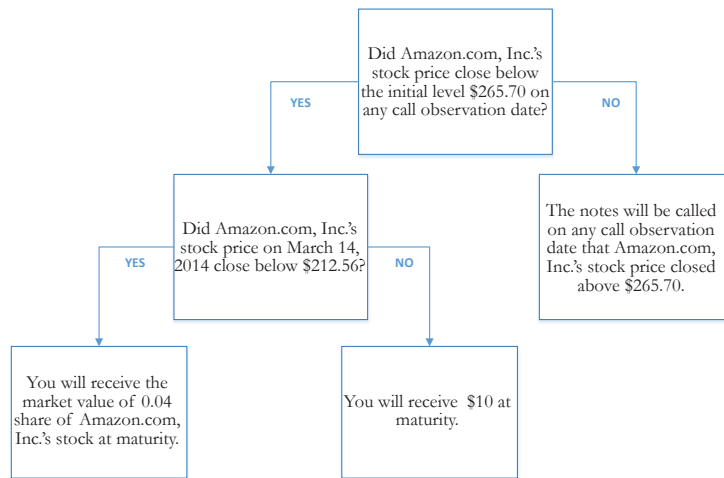 Did Amazon.com, Inc.'s
stock price close below
the initial level $265.70 on
any call observation date?
YES
NO
Did Amazon.com, Inc.'s
stock price on March 14,
2014 close below $212.56?
The notes will be called
on any call observation
date that Amazon.com,
Inc.'s stock price closed
above $265.70.
YES
NO
You will receive the
market value of 0.04
share of Amazon.com,
Inc.'s stock at maturity.
You will receive $10 at
maturity.